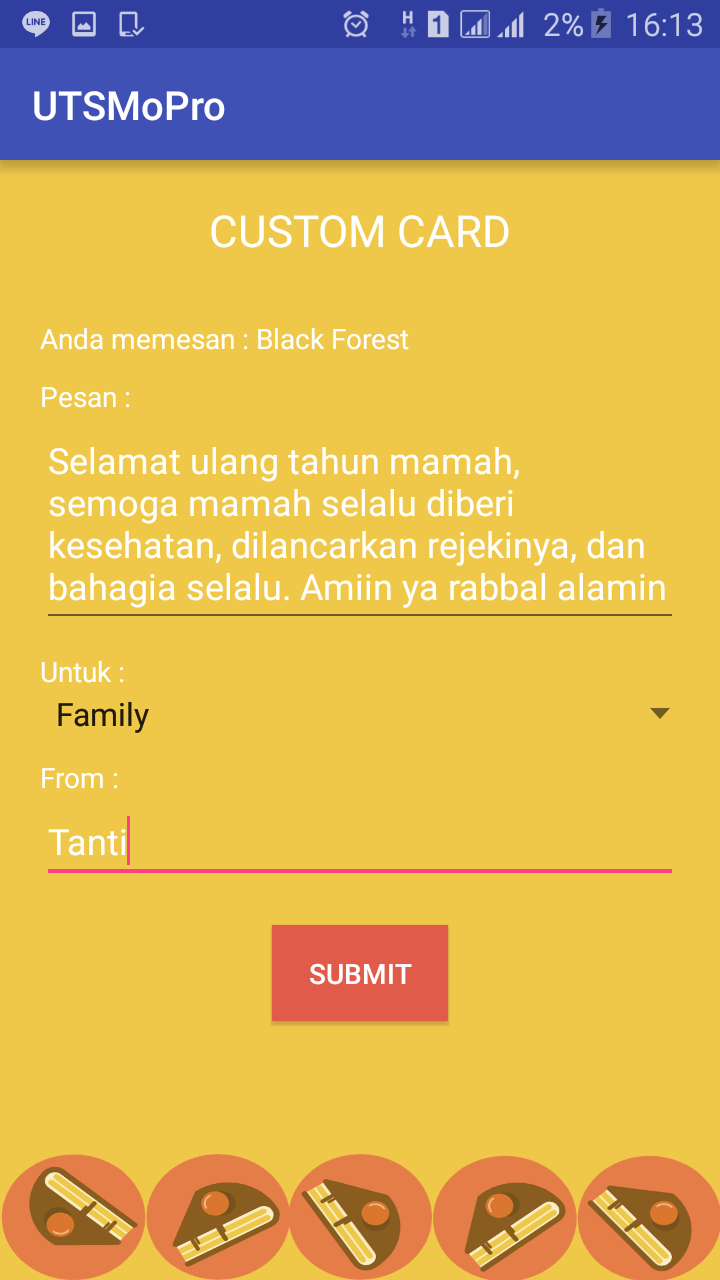 LINE
H
1
2%
16:13
UTSMoPro
CUSTOM CARD
Anda memesan : Black Forest
Pesan :
Selamat ulang tahun mamah,
semoga mamah selalu diberi
kesehatan, dilancarkan rejekinya, dan
bahagia selalu. Amiin ya rabbal alamin
Untuk :
Family
From :
Tanti
SUBMIT